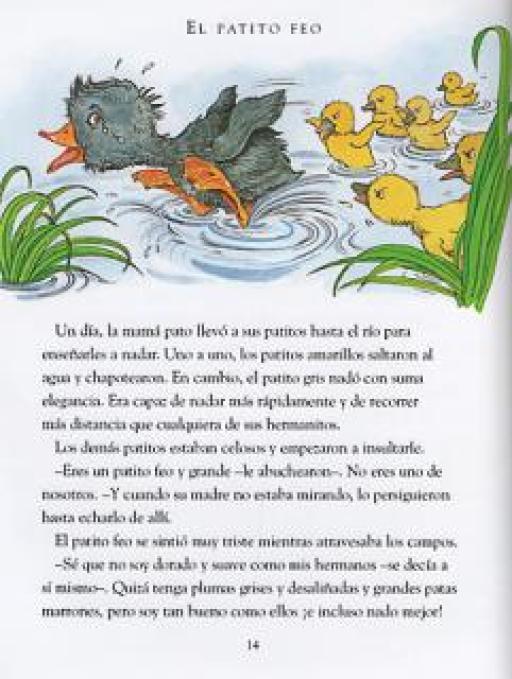 EL PATITO FEO
Un día, la mamá pato llevó a sus patitos hasta el río para
enseñarles a nadar. Uno a uno, los patitos amarillos saltaron al
agua y chapotearon. En cambio, el patito gris nadó con suma
elegancia. Era capaz de nadar más rápidamente y de recorrer
más distancia que cualquiera de sus hermanitos.
Los demás patitos estaban celosos y empezaron a insultarle.
–Eres un patito feo y grande –le abuchearon–. No eres uno de
nosotros. –Y cuando su madre no estaba mirando, lo persiguieron
hasta echarlo de allí.
El patito feo se sintió muy triste mientras atravesaba los campos.
–Sé que no soy dorado y suave como mis hermanos –se decía a
sí mismo–. Quizá tenga plumas grises y desaliñadas y grandes patas
marrones, pero soy tan bueno como ellos ¡e incluso nado mejor!
14